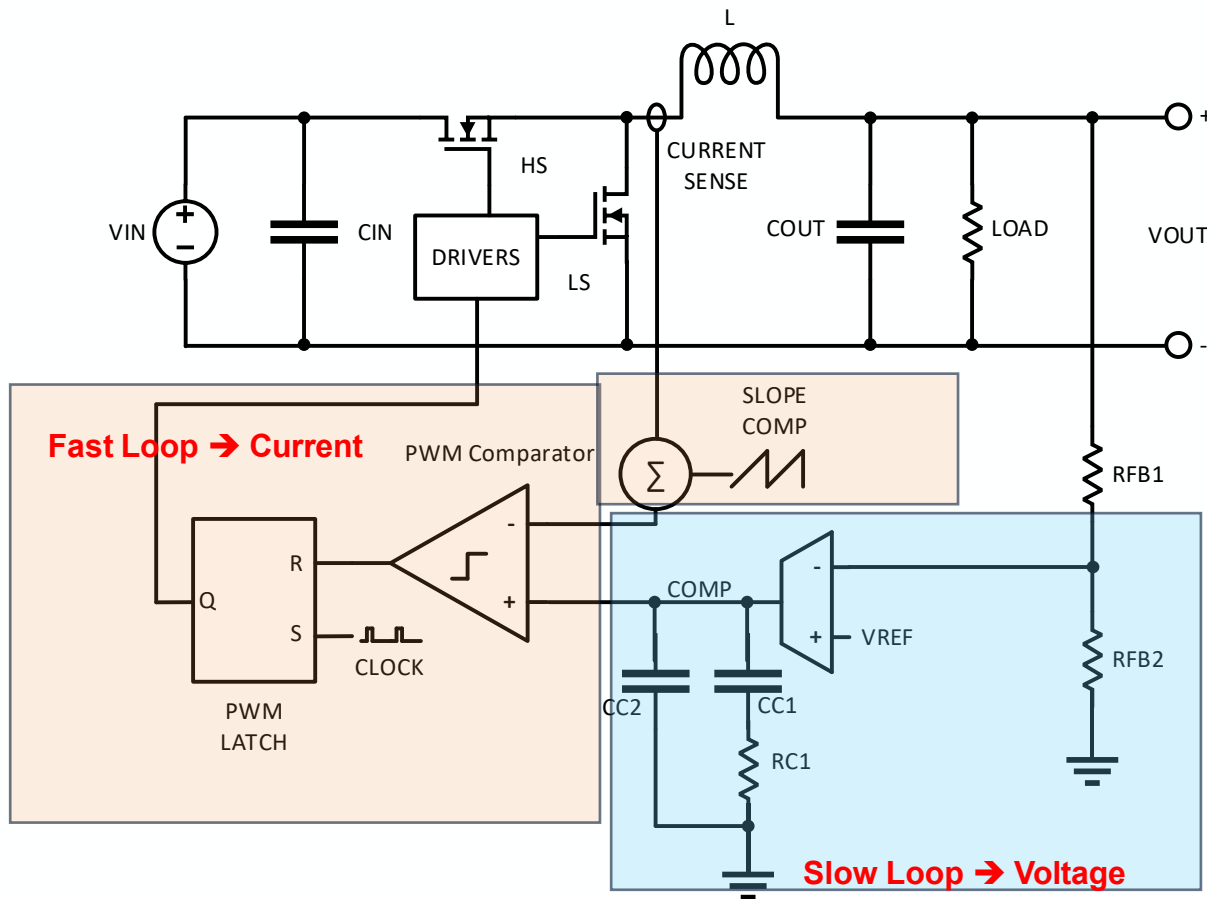 L
HS
CURRENT
SENSE
+
VIN
+
−
CIN
DRIVERS
LS
COUT
LOAD
VOUT
-
Fast Loop ➔ Current
PWM Comparator
SLOPE
COMP
Σ
RFB1
R
-
+
Q
S
CLOCK
PWM
LATCH
COMP
-
+
VREF
RFB2
CC2
CC1
RC1
Slow Loop ➔ Voltage